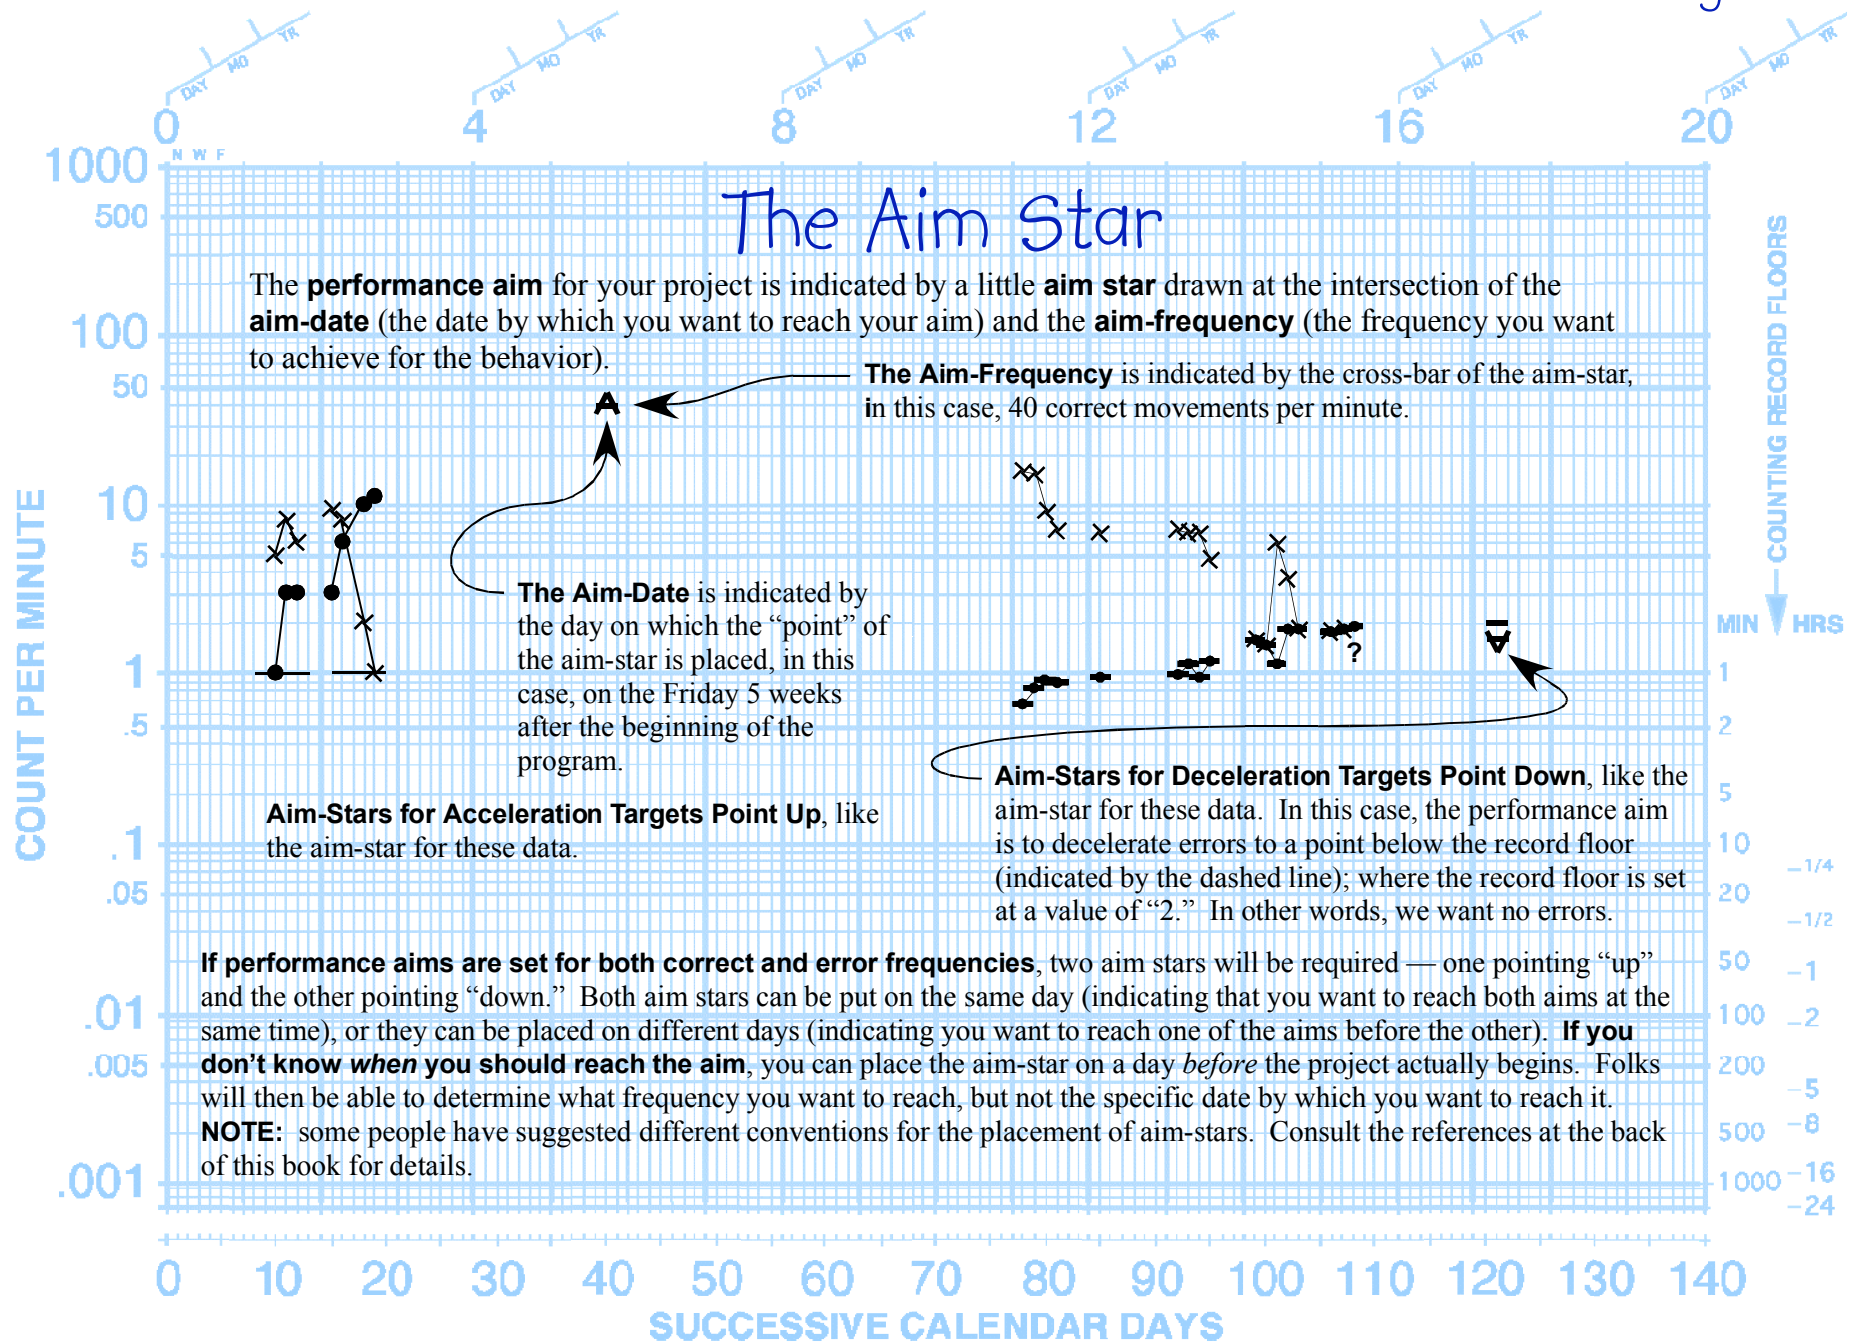 DAY MO YR DAY MO YR DAY MO YR DAY MO YR DAY MO YR DAY MO YR
0 4 8 12 16 20
N W F
1000
500
100
50
10
5
1
.5
.1
.05
.01
.005
.001
COUNT PER MINUTE
The Aim Star
The performance aim for your project is indicated by a little aim star drawn at the intersection of the
aim-date (the date by which you want to reach your aim) and the aim-frequency (the frequency you want
to achieve for the behavior).
The Aim-Frequency is indicated by the cross-bar of the aim-star,
in this case, 40 correct movements per minute.
The Aim-Date is indicated by
the day on which the “point” of
the aim-star is placed, in this
case, on the Friday 5 weeks
after the beginning of the
program.
?
Aim-Stars for Acceleration Targets Point Up, like
the aim-star for these data.
Aim-Stars for Deceleration Targets Point Down, like the
aim-star for these data.  In this case, the performance aim
is to decelerate errors to a point below the record floor
(indicated by the dashed line); where the record floor is set
at a value of “2.”  In other words, we want no errors.
If performance aims are set for both correct and error frequencies, two aim stars will be required — one pointing “up”
and the other pointing “down.”  Both aim stars can be put on the same day (indicating that you want to reach both aims at the
same time), or they can be placed on different days (indicating you want to reach one of the aims before the other).  If you
don’t know when you should reach the aim, you can place the aim-star on a day before the project actually begins.  Folks
will then be able to determine what frequency you want to reach, but not the specific date by which you want to reach it.
NOTE:  some people have suggested different conventions for the placement of aim-stars.  Consult the references at the back
of this book for details.
COUNTING RECORD FLOORS
MIN HRS
1
2
5
10
–1/4
20
–1/2
50
–1
100
–2
200
–5
500
–8
1000
–16
–24
0 10 20 30 40 50 60 70 80 90 100 110 120 130 140
SUCCESSIVE CALENDAR DAYS